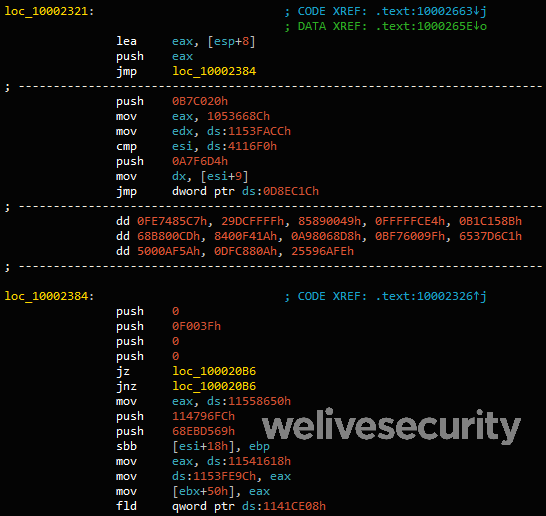 loc_10002321: ; CODE XREF: .text:10002663↓j
; DATA XREF: .text:1000265E↓o
lea eax, [esp+8]
push eax
jmp loc_10002384
; ---------------------------------------------------------------------------
push 0B7C020h
mov eax, 1053668Ch
mov edx, ds:1153FACCh
cmp esi, ds:4116F0h
push 0A7F6D4h
mov dx, [esi+9]
jmp dword ptr ds:0D8EC1Ch
; ---------------------------------------------------------------------------
dd 0FE7485C7h, 29DCFFFFh, 85890049h, 0FFFFFCE4h, 0B1C158Bh
dd 68B800CDh, 8400F41Ah, 0A98068D8h, 0BF76009Fh, 6537D6C1h
dd 5000AF5Ah, 0DFC880Ah, 25596AFEh
; ---------------------------------------------------------------------------
loc_10002384: ; CODE XREF: .text:10002326↑j
push 0
push 0F003Fh
push 0
push 0
jz loc_100020B6
jnz loc_100020B6
mov eax, ds:11558650h
push 114796FCh
push 68EBD569h
sbb [esi+18h], ebp
mov eax, ds:11541618h
mov ds:1153FE9Ch, eax
mov [ebx+50h], eax
fld qword ptr ds:1141CE08h
welivesecurity